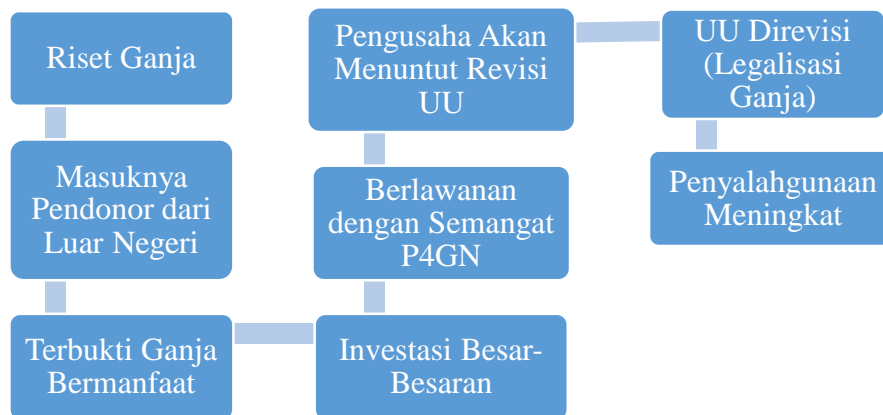 Riset Ganja
Masuknya
Pendonor dari
Luar Negeri
Terbukti Ganja
Bermanfaat
Investasi Besar-
Besaran
Berlawanan
dengan Semangat
P4GN
Pengusaha Akan
Menuntut Revisi
UU
UU Direvisi
(Legalisasi
Ganja)
Penyalahgunaan
Meningkat